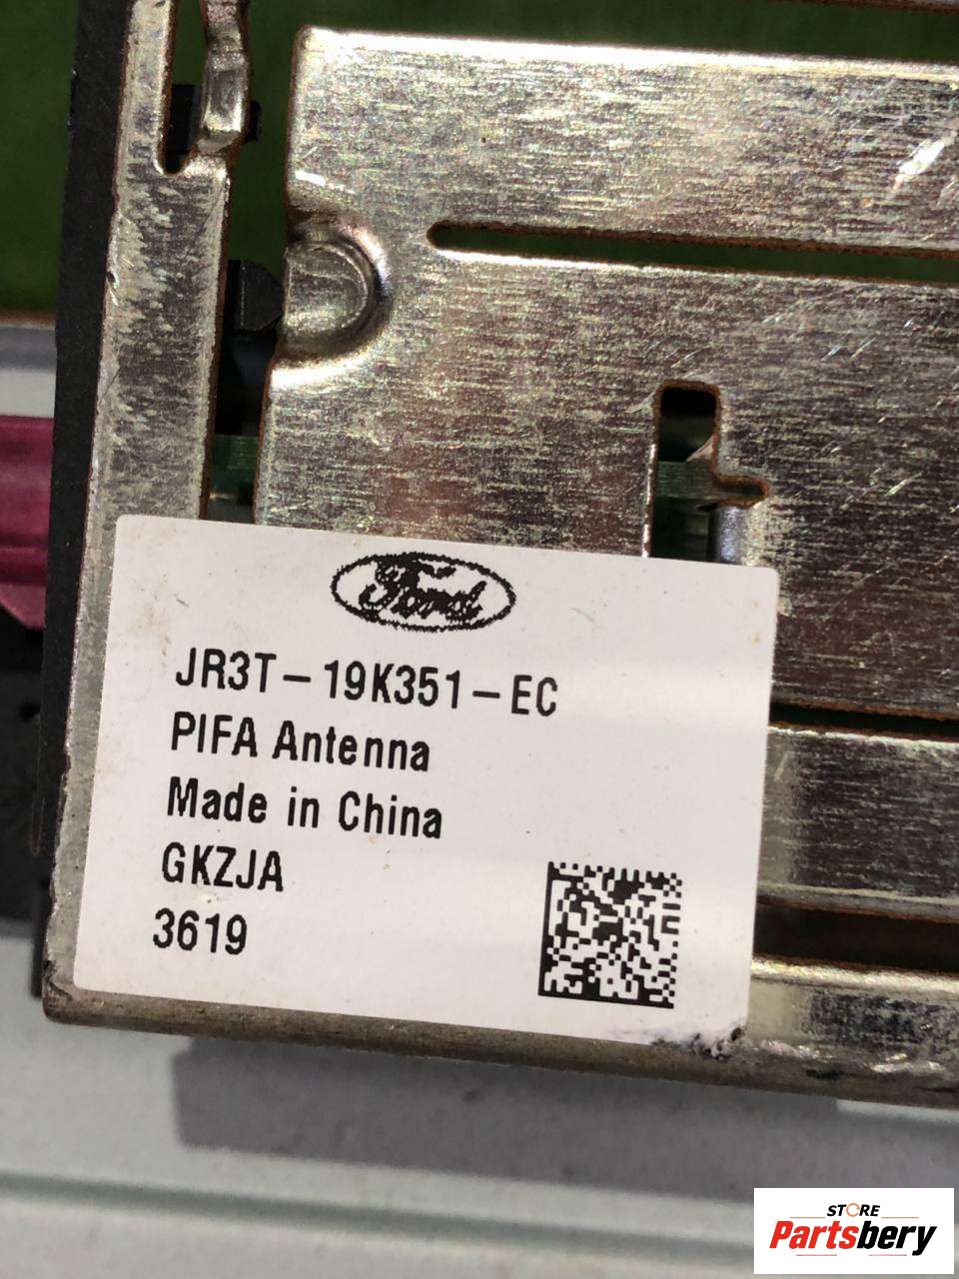 Ford
JR3T-19K351-EC
PIFA Antenna
Made in China
GKZJA
3619
STORE
Partsbery